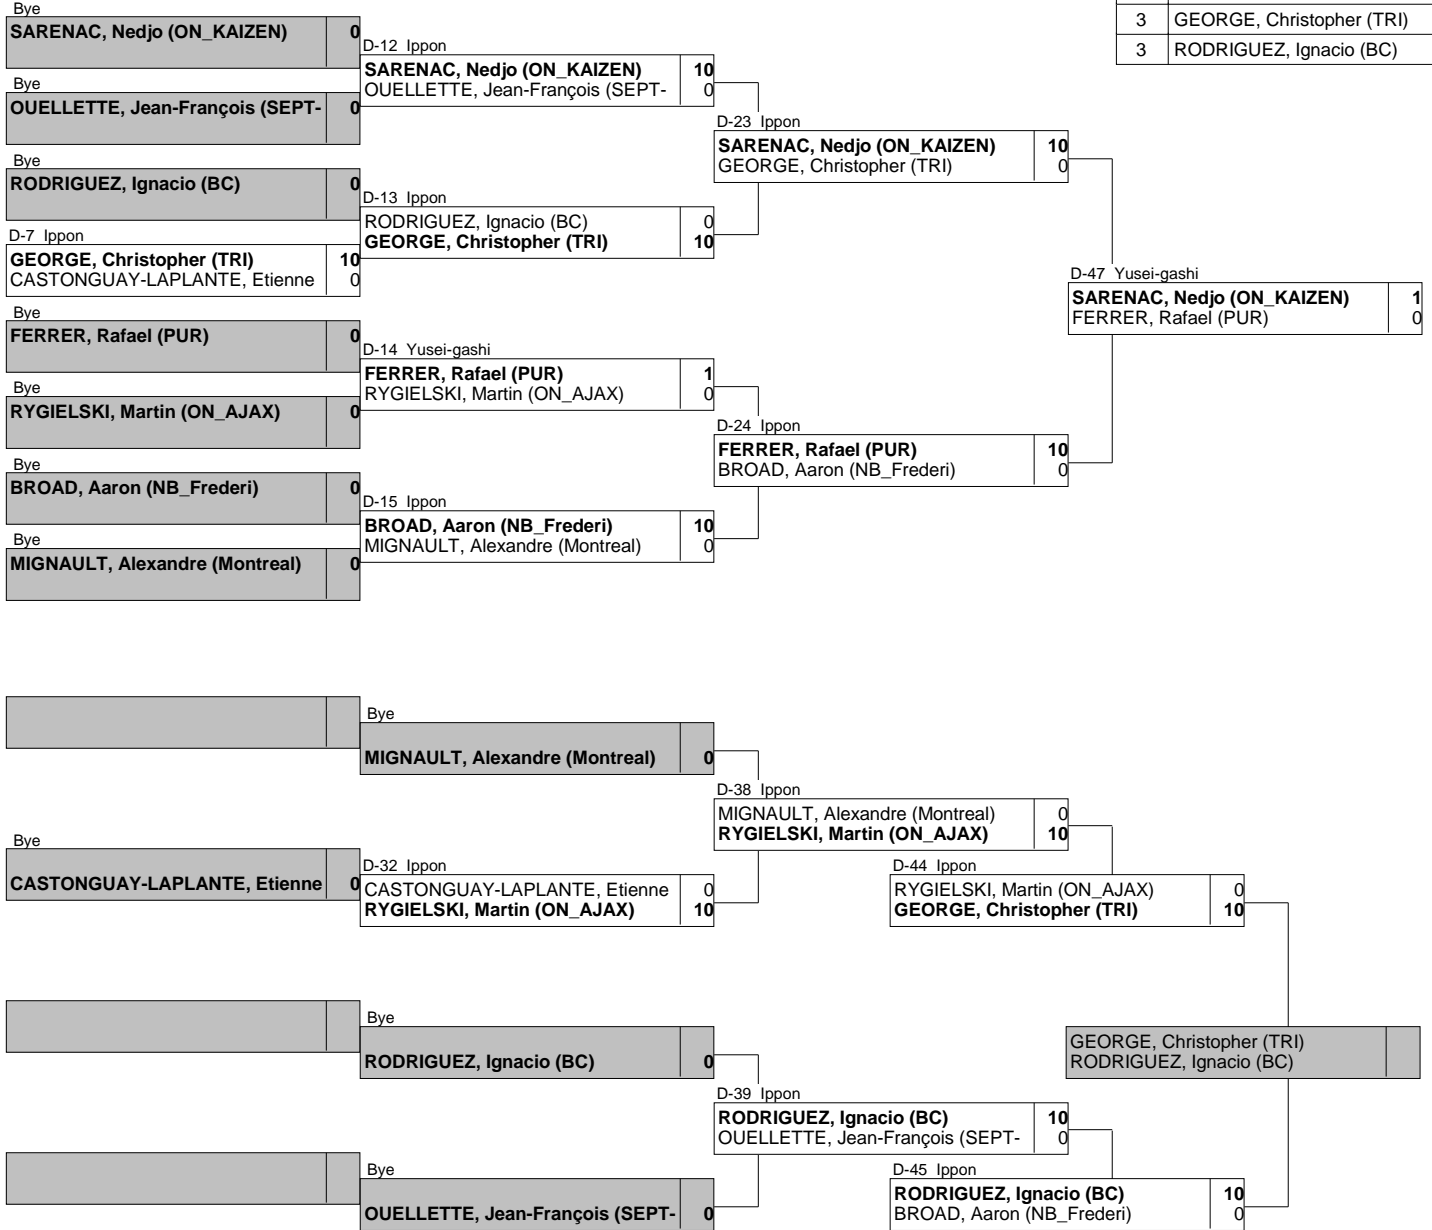 Bye
SARENAC, Nedjo (ON_KAIZEN) 0
Bye
OUELLETTE, Jean-François (SEPT- 0
Bye
RODRIGUEZ, Ignacio (BC) 0
D-7 Ippon
GEORGE, Christopher (TRI) 10
CASTONGUAY-LAPLANTE, Etienne 0
Bye
FERRER, Rafael (PUR) 0
Bye
RYGIELSKI, Martin (ON_AJAX) 0
Bye
BROAD, Aaron (NB_Frederi) 0
Bye
MIGNAULT, Alexandre (Montreal) 0
D-12 Ippon
SARENAC, Nedjo (ON_KAIZEN) 10
OUELLETTE, Jean-François (SEPT- 0
D-13 Ippon
RODRIGUEZ, Ignacio (BC) 0
GEORGE, Christopher (TRI) 10
D-14 Yusei-gashi
FERRER, Rafael (PUR) 1
RYGIELSKI, Martin (ON_AJAX) 0
D-15 Ippon
BROAD, Aaron (NB_Frederi) 10
MIGNAULT, Alexandre (Montreal) 0
D-23 Ippon
SARENAC, Nedjo (ON_KAIZEN) 10
GEORGE, Christopher (TRI) 0
D-24 Ippon
FERRER, Rafael (PUR) 10
BROAD, Aaron (NB_Frederi) 0
D-47 Yusei-gashi
SARENAC, Nedjo (ON_KAIZEN) 1
FERRER, Rafael (PUR) 0
3 GEORGE, Christopher (TRI)
3 RODRIGUEZ, Ignacio (BC)
Bye
CASTONGUAY-LAPLANTE, Etienne 0
Bye
MIGNAULT, Alexandre (Montreal) 0
D-32 Ippon
CASTONGUAY-LAPLANTE, Etienne 0
RYGIELSKI, Martin (ON_AJAX) 10
Bye
RODRIGUEZ, Ignacio (BC) 0
Bye
OUELLETTE, Jean-François (SEPT- 0
D-38 Ippon
MIGNAULT, Alexandre (Montreal) 0
RYGIELSKI, Martin (ON_AJAX) 10
D-39 Ippon
RODRIGUEZ, Ignacio (BC) 10
OUELLETTE, Jean-François (SEPT- 0
D-44 Ippon
RYGIELSKI, Martin (ON_AJAX) 0
GEORGE, Christopher (TRI) 10
D-45 Ippon
RODRIGUEZ, Ignacio (BC) 10
BROAD, Aaron (NB_Frederi) 0
GEORGE, Christopher (TRI)
RODRIGUEZ, Ignacio (BC)